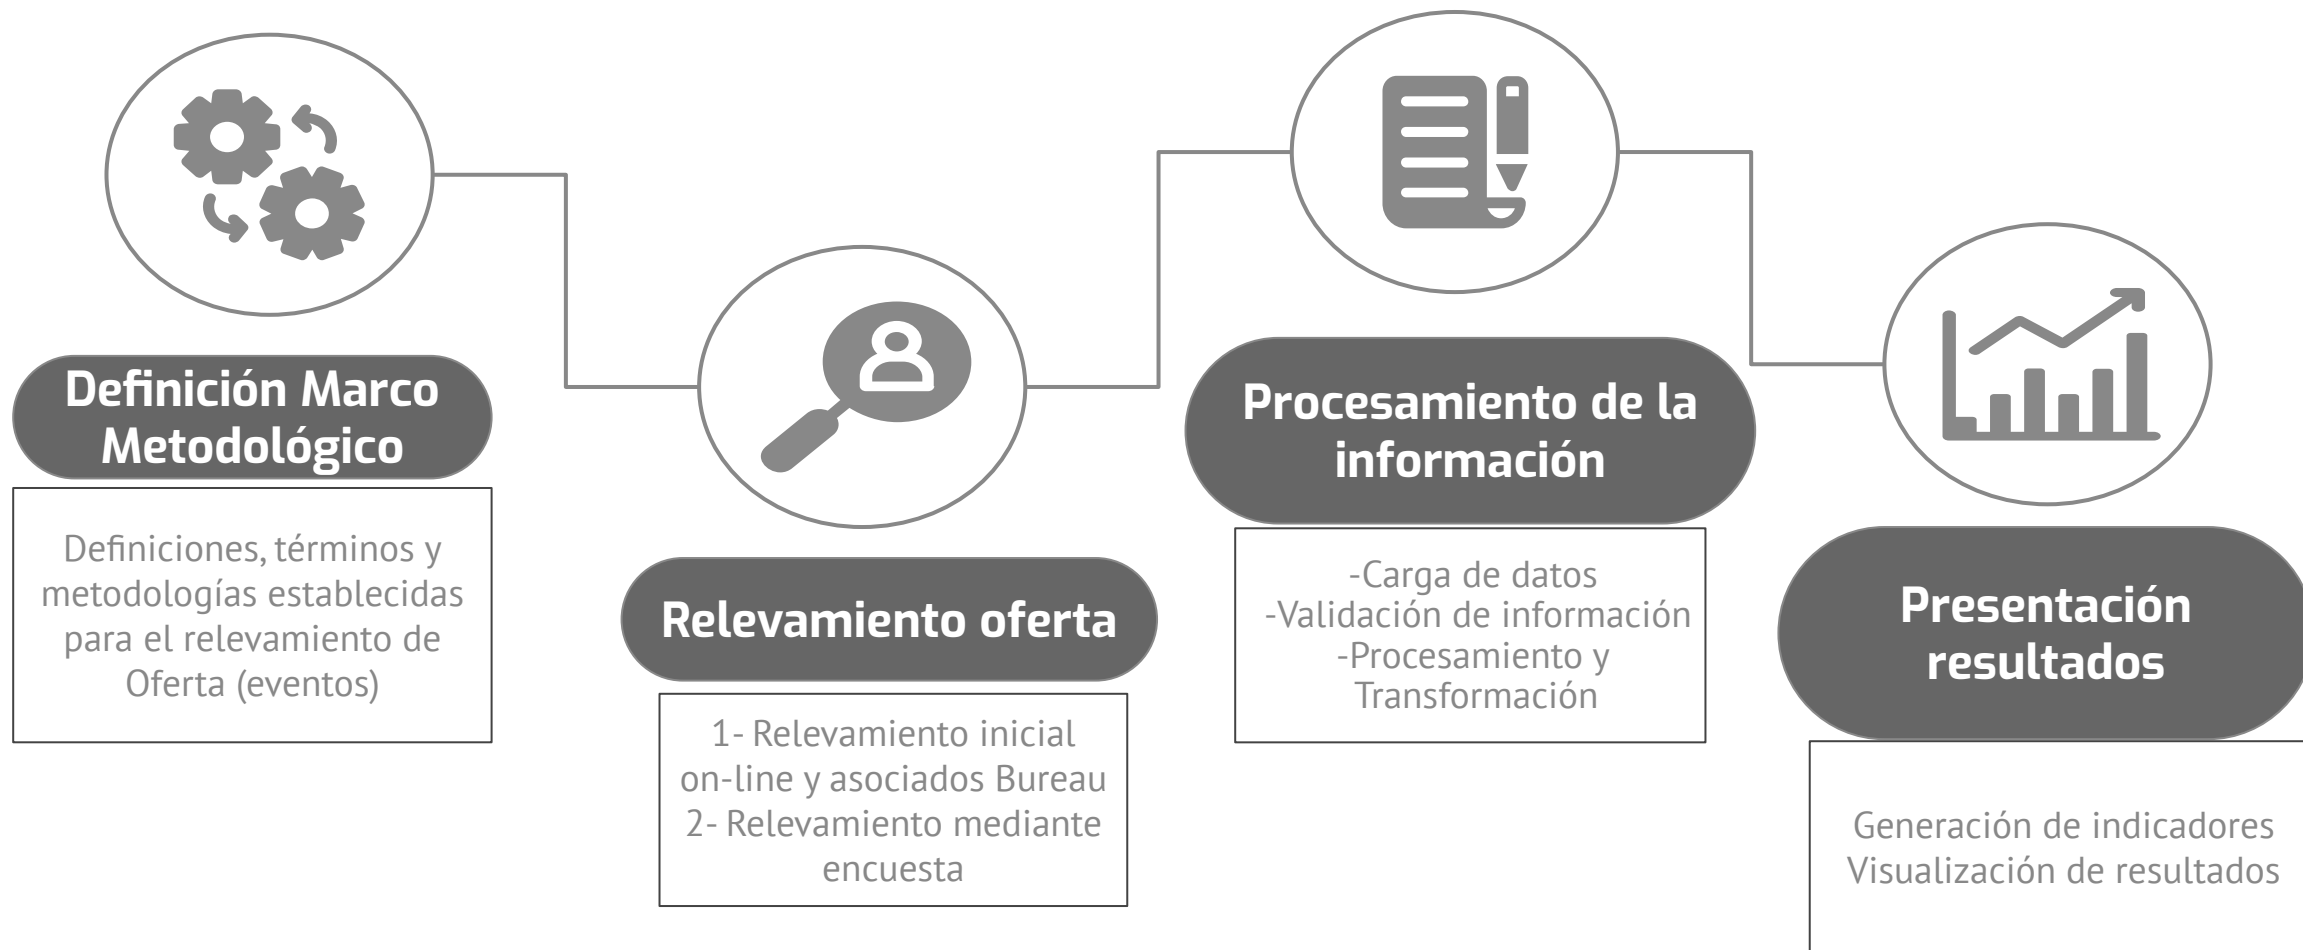 Definición Marco
Metodológico
Definiciones, términos y
metodologías establecidas
para el relevamiento de
Oferta (eventos)
Relevamiento oferta
1- Relevamiento inicial
on-line y asociados Bureau
2- Relevamiento mediante
encuesta
Procesamiento de la
información
-Carga de datos
-Validación de información
-Procesamiento y
Transformación
Presentación
resultados
Generación de indicadores
Visualización de resultados